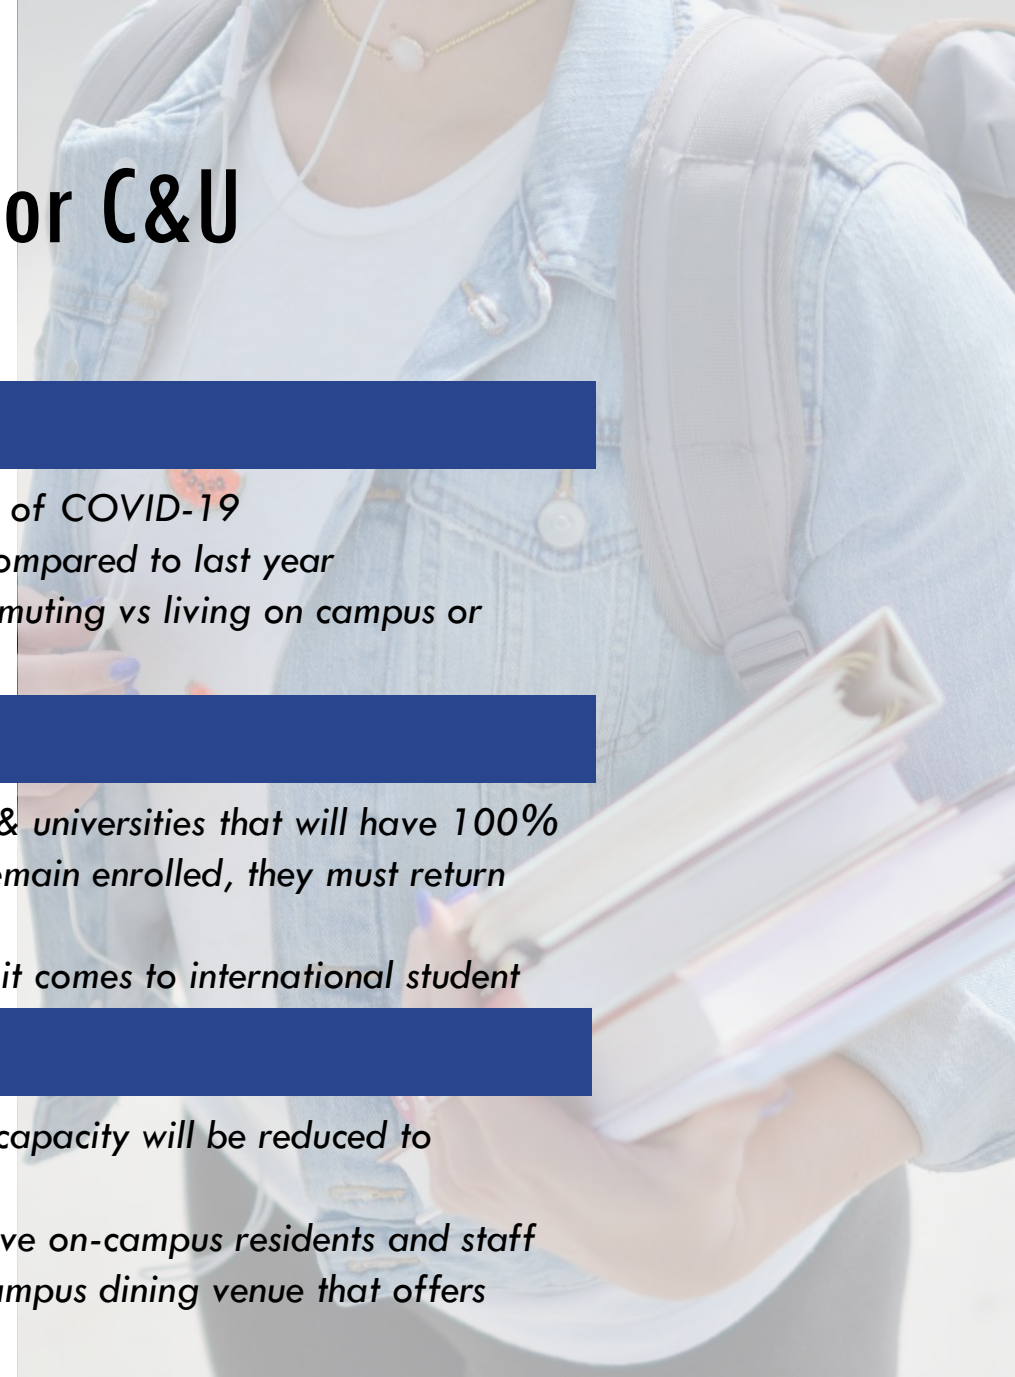 or C&U
of COVID-19
ompared to last year
muting vs living on campus or
& universities that will have 100%
emain enrolled, they must return
it comes to international student
capacity will be reduced to
ve on-campus residents and staff
ampus dining venue that offers